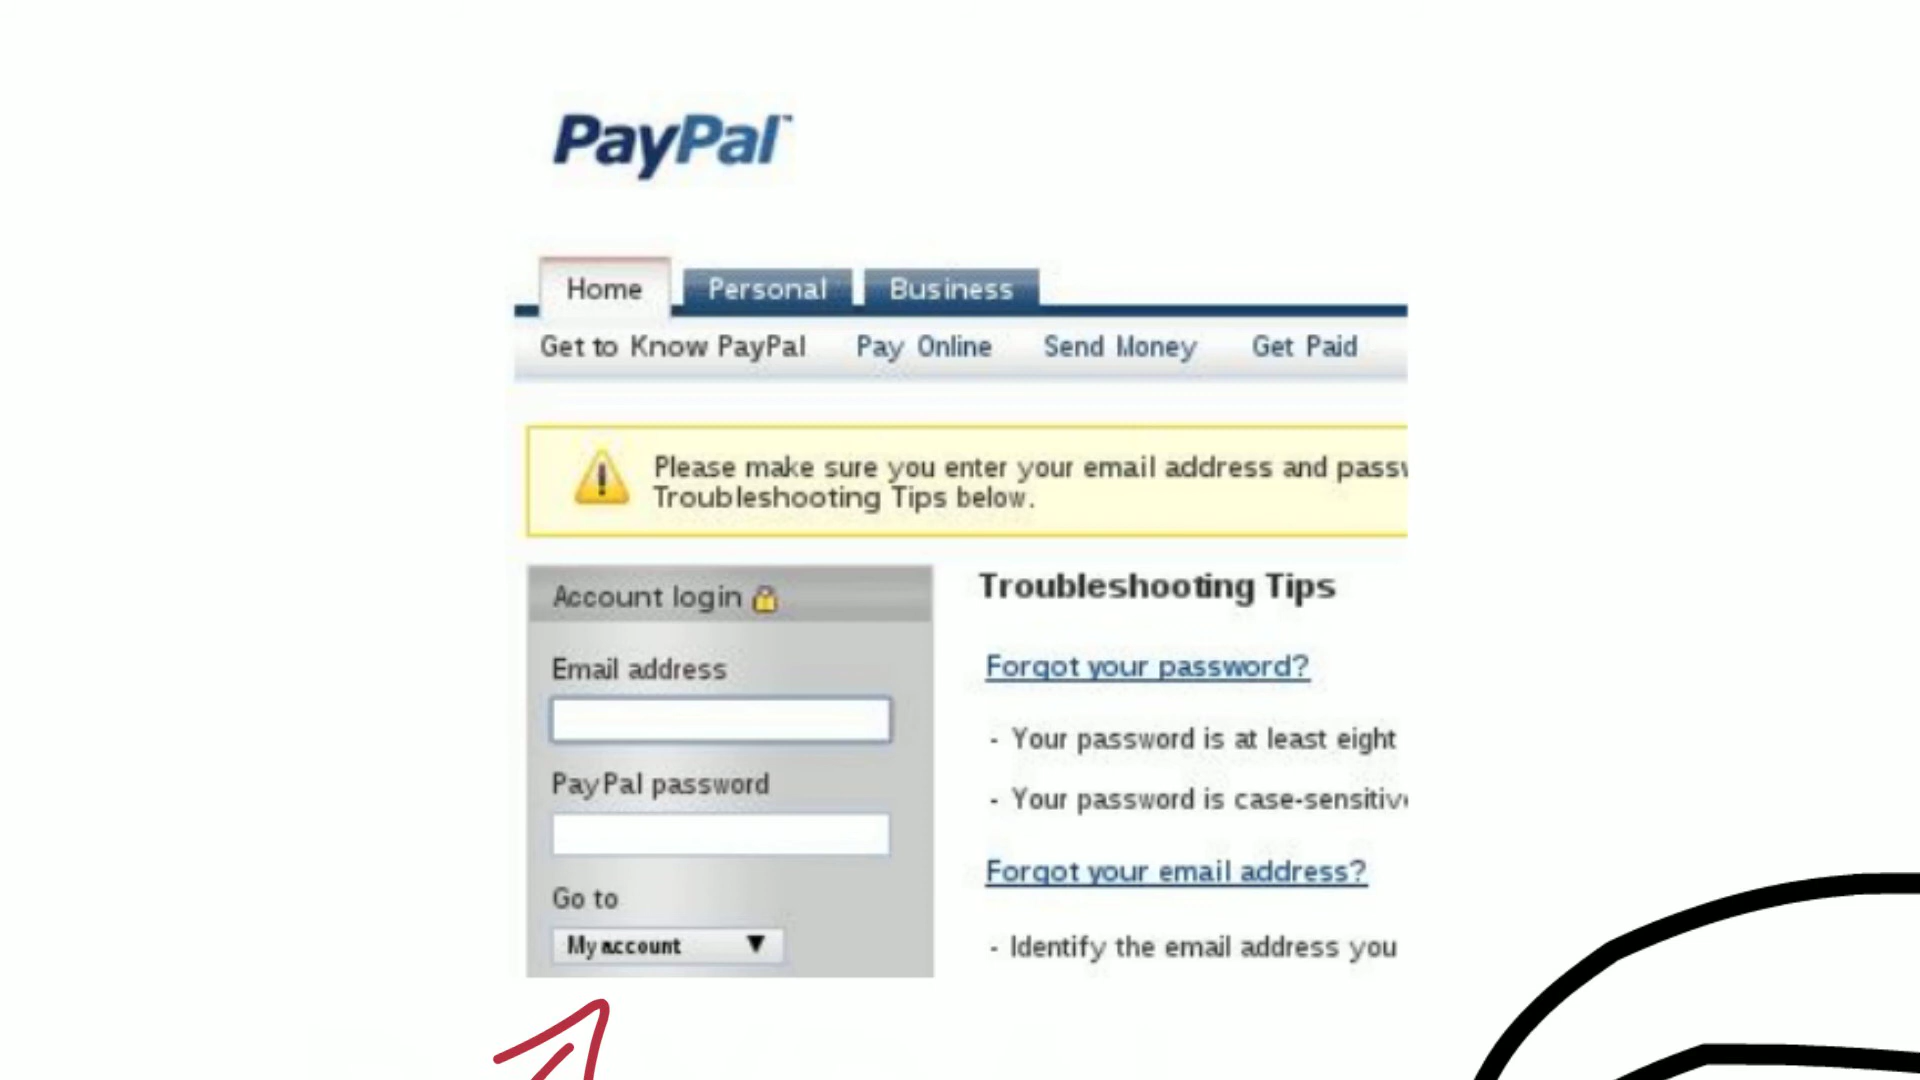 PayPal™
Home Personal Business
Get to Know PayPal Pay Online Send Money Get Paid
Please make sure you enter your email address and passw
Troubleshooting Tips below.
Account login
Troubleshooting Tips
Email address
Forgot your password?
- Your password is at least eight
PayPal password
- Your password is case-sensitiv
Forgot your email address?
Go to
My account ▼
- Identify the email address you